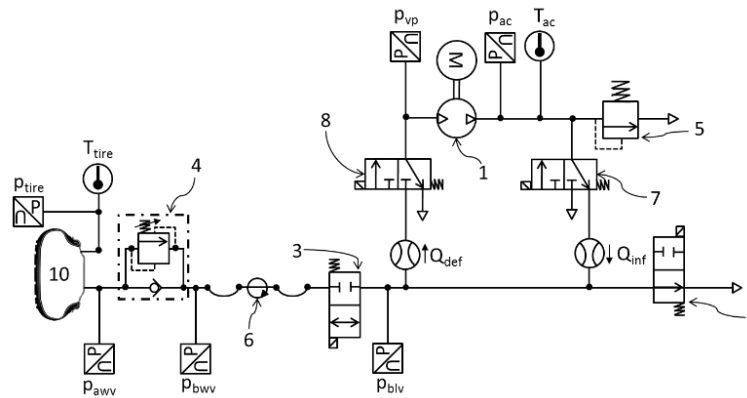 p_vp
p_ac
T_ac
P
U
P
U
M
8
1
5
7
T_tire
p_tire
4
U
P
10
3
Q_def
Q_inf
6
P
U
P
U
P
U
p_awv
p_bwv
p_blv